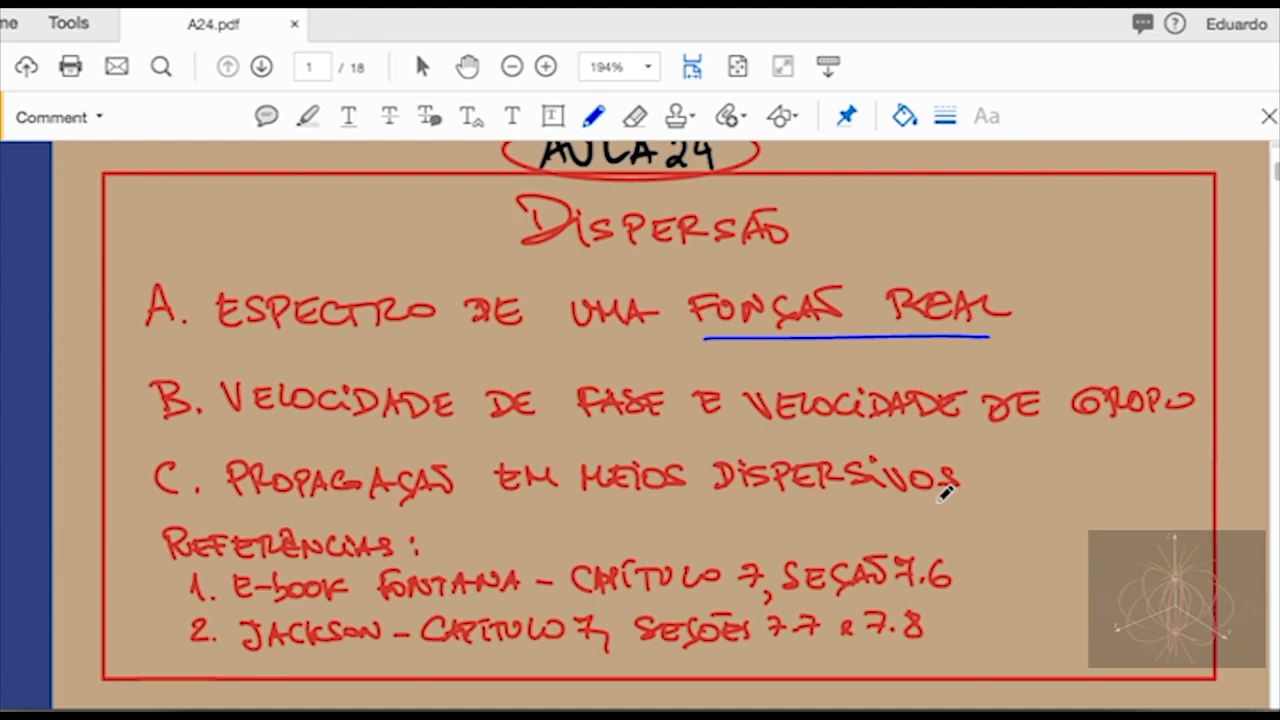 me Tools A24.pdf × Eduardo
1 / 18 194%
Comment T T T T T T Aa
AULA 24
DISPERSÃO
A. ESPECTRO DE UMA FUNÇÃO REAL
B. VELOCIDADE DE FASE E VELOCIDADE DE GRUPO
C. PROPAGAÇÃO EM MEIOS DISPERSIVOS
REFERÊNCIAS:
1. E-BOOK FONTANA - CAPÍTULO 7, SEÇÃO 7.6
2. JACKSON - CAPÍTULO 7, SEÇÕES 7.7 e 7.8